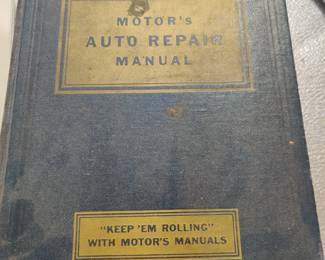 MOTOR's
AUTO REPAIR
MANUAL
"KEEP 'EM ROLLING"
WITH MOTOR'S MANUALS